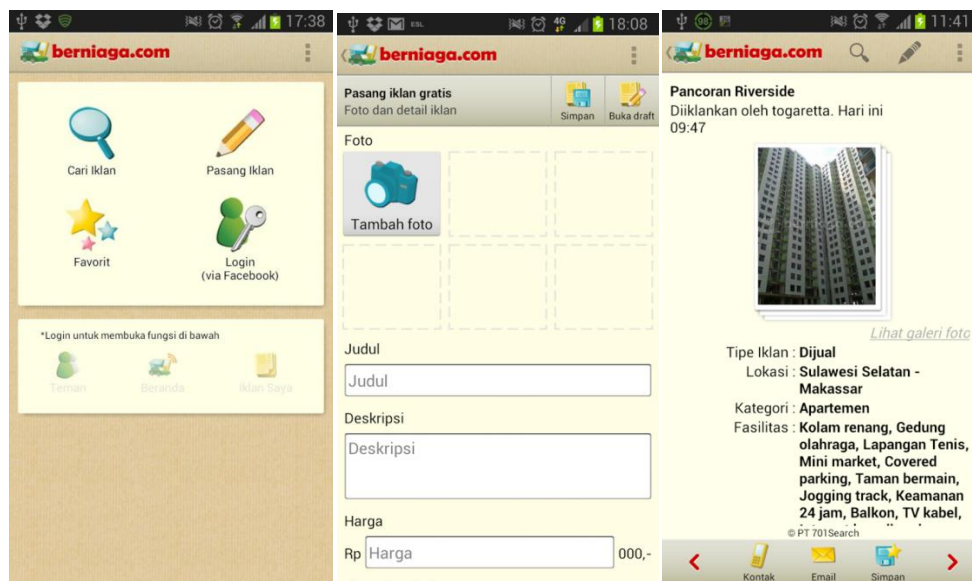 17:38
berniaga.com
Cari Iklan
Pasang Iklan
Favorit
Login
(via Facebook)
*Login untuk membuka fungsi di bawah
Teman
Beranda
Iklan Saya
ESL
4G
18:08
berniaga.com
Pasang iklan gratis
Foto dan detail iklan
Simpan
Buka draft
Foto
Tambah foto
Judul
Judul
Deskripsi
Deskripsi
Harga
Rp
Harga
000,-
98
11:41
berniaga.com
Pancoran Riverside
Diiklankan oleh togaretta. Hari ini
09:47
Lihat galeri foto
Tipe Iklan : Dijual
Lokasi : Sulawesi Selatan -
Makassar
Kategori : Apartemen
Fasilitas : Kolam renang, Gedung
olahraga, Lapangan Tenis,
Mini market, Covered
parking, Taman bermain,
Jogging track, Keamanan
24 jam, Balkon, TV kabel,
© PT 701Search
Kontak
Email
Simpan